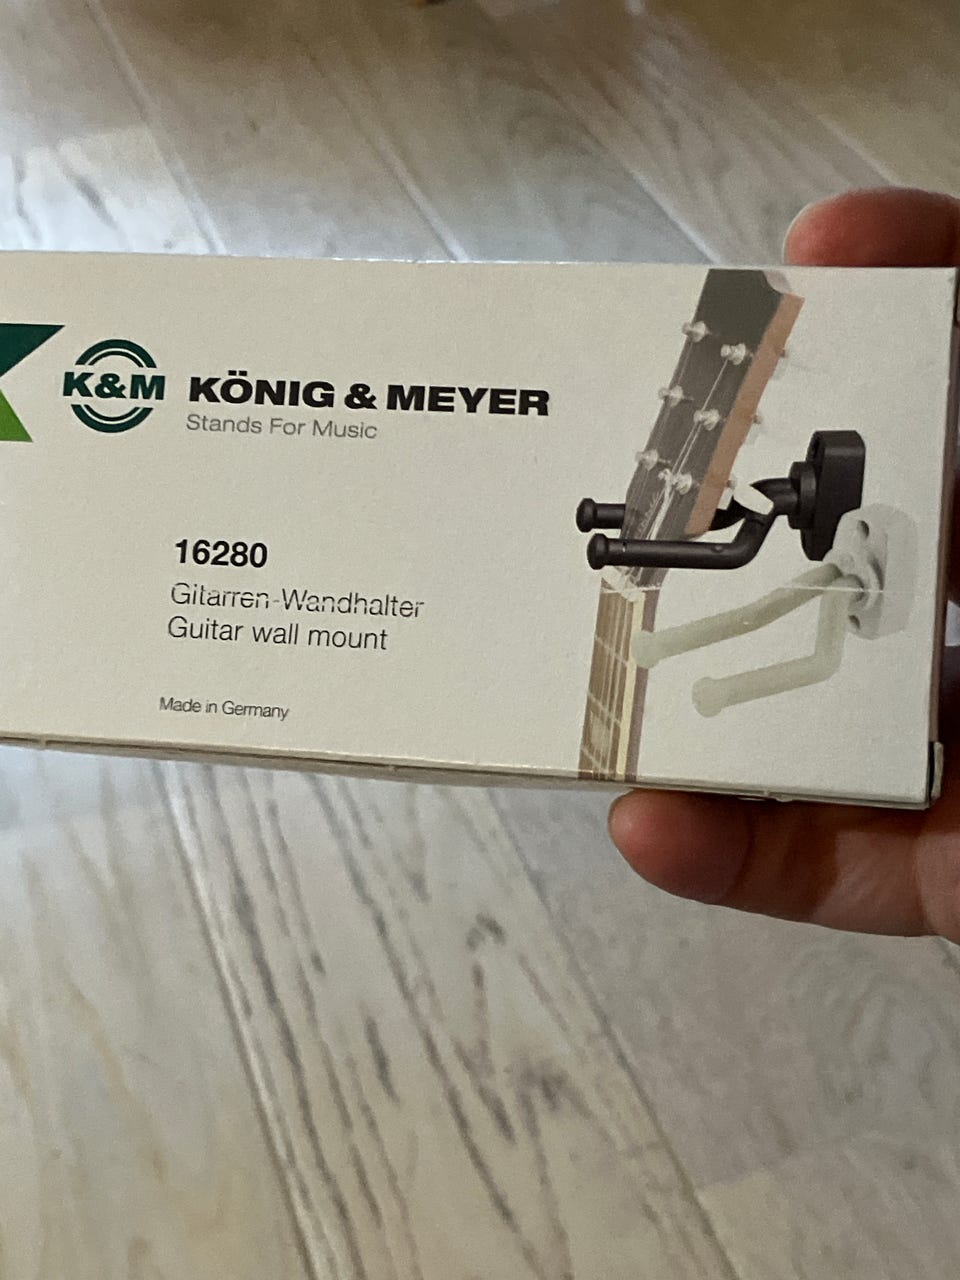 K&M
KÖNIG & MEYER
Stands For Music
16280
Gitarren-Wandhalter
Guitar wall mount
Made in Germany